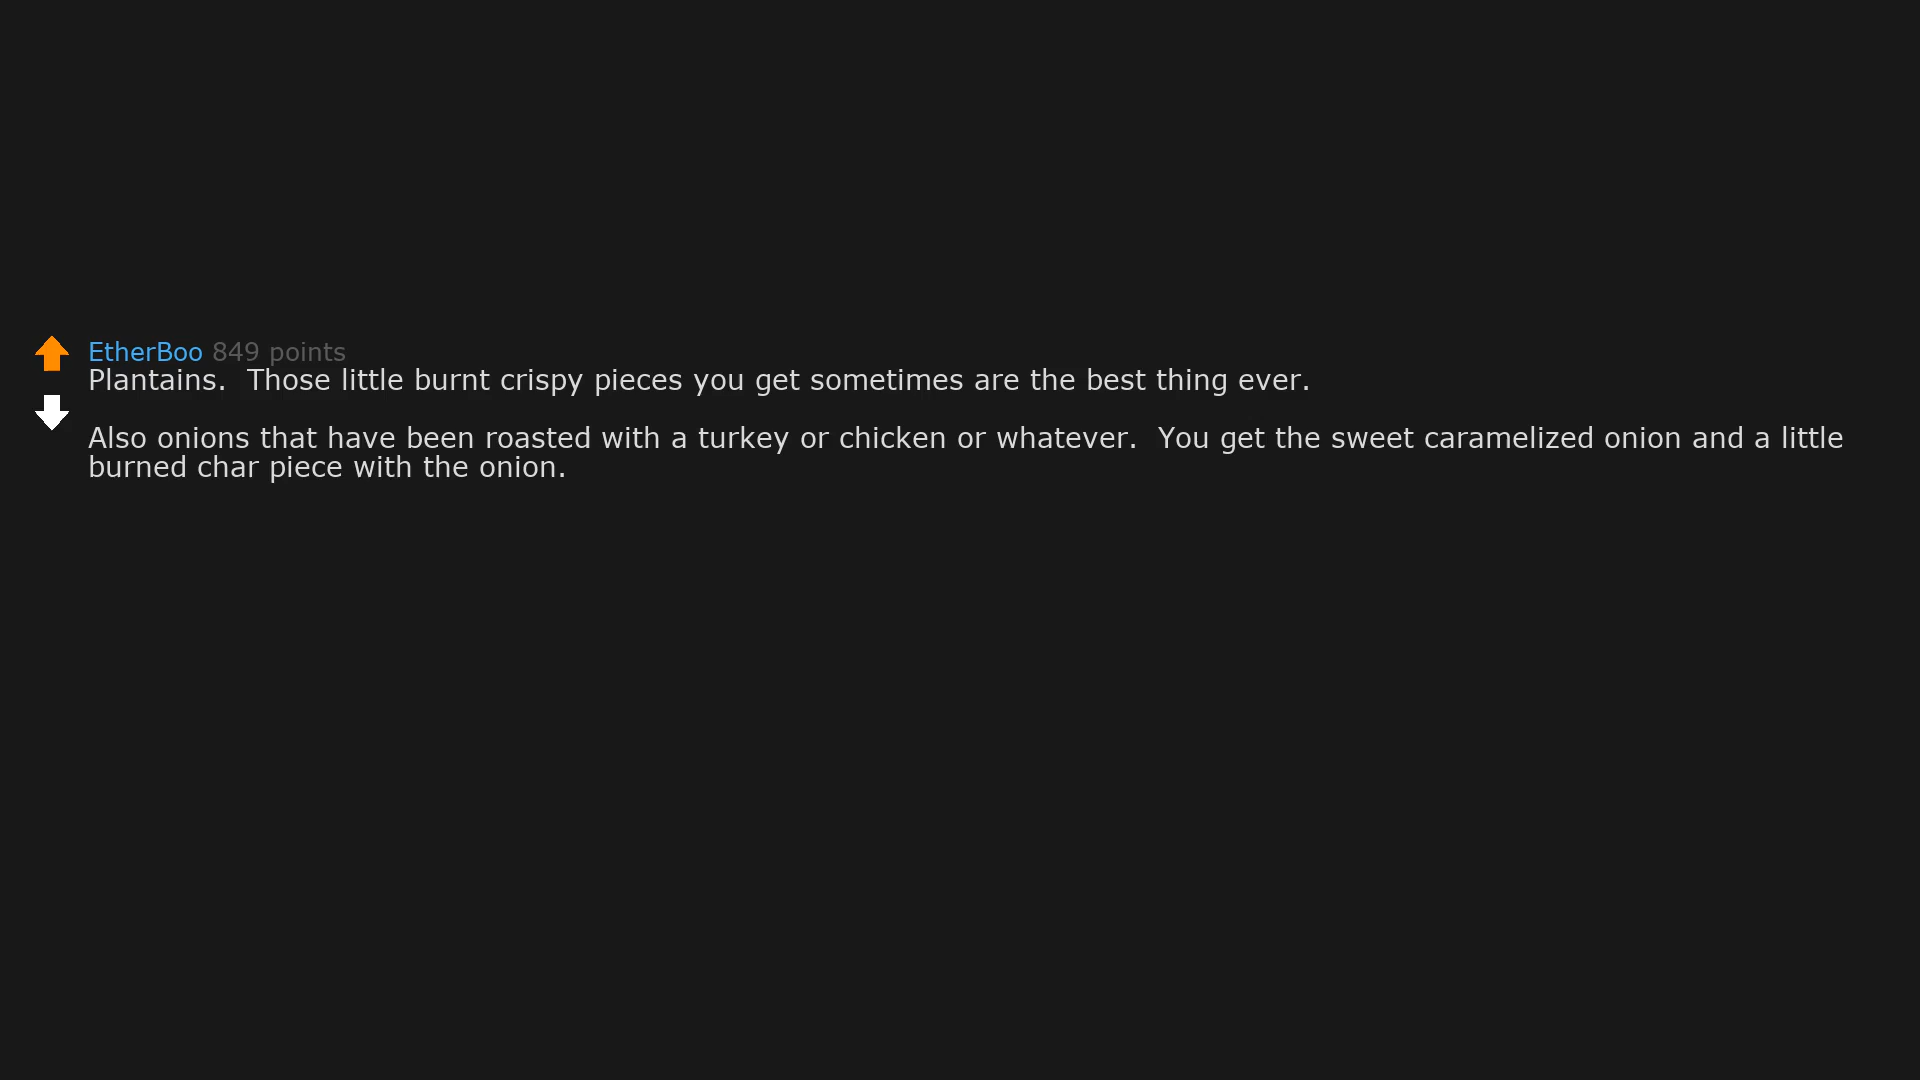 EtherBoo 849 points
Plantains.  Those little burnt crispy pieces you get sometimes are the best thing ever.
Also onions that have been roasted with a turkey or chicken or whatever.  You get the sweet caramelized onion and a little
burned char piece with the onion.